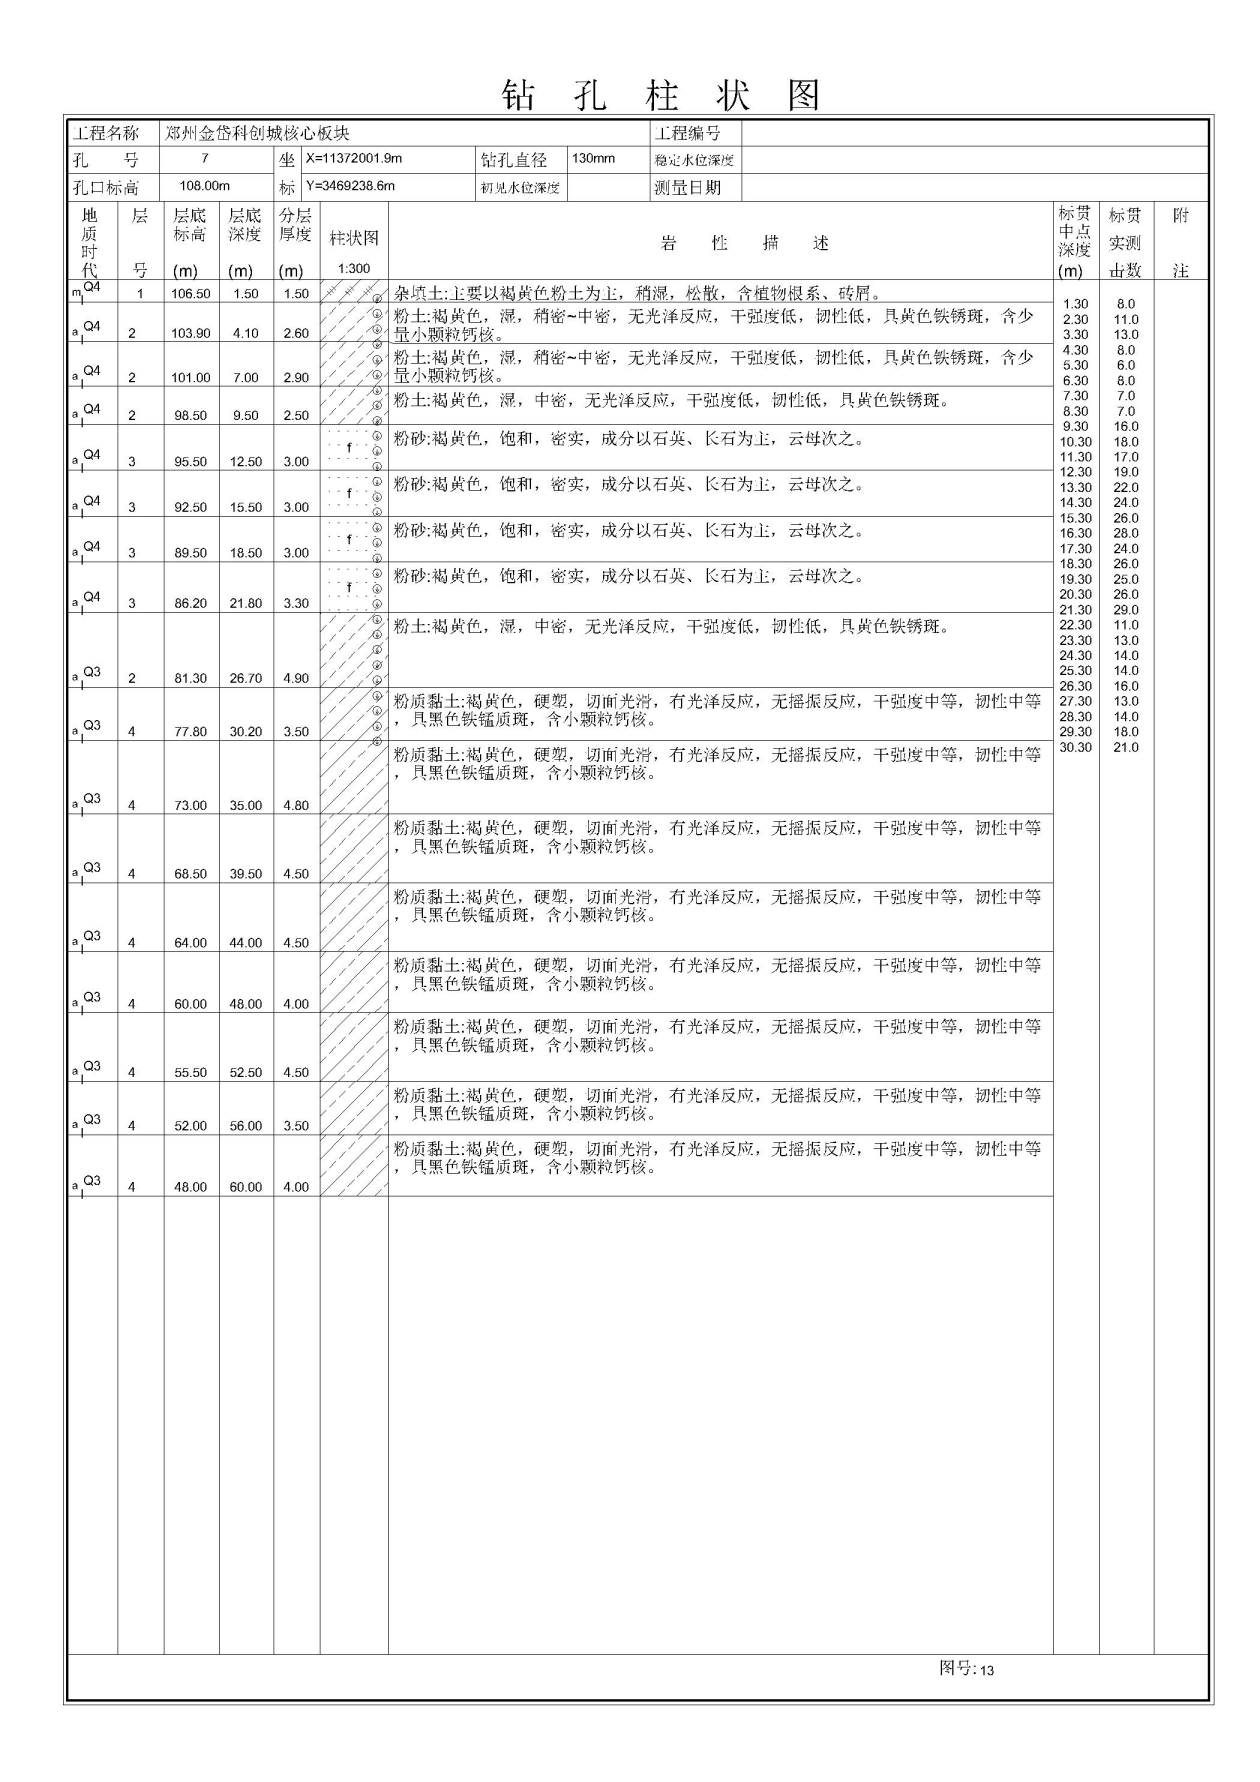 钻 孔 柱 状 图
工程名称 郑州金岱科创城核心板块 工程编号
孔 号 7 坐 X=11372001.9m 钻孔直径 130mm 稳定水位深度
孔口标高 108.00m 标 Y=3469238.6m 初见水位深度 测量日期
地质时代 层号 层底标高(m) 层底深度(m) 分层厚度(m) 柱状图 1:300 岩 性 描 述 标贯中点深度(m) 标贯实测击数 附注
mlQ4 1 106.50 1.50 1.50 杂填土:主要以褐黄色粉土为主，稍湿，松散，含植物根系、砖屑。
alQ4 2 103.90 4.10 2.60 粉土:褐黄色，湿，稍密~中密，无光泽反应，干强度低，韧性低，具黄色铁锈斑，含少
量小颗粒钙核。
alQ4 2 101.00 7.00 2.90 粉土:褐黄色，湿，稍密~中密，无光泽反应，干强度低，韧性低，具黄色铁锈斑，含少
量小颗粒钙核。
alQ4 2 98.50 9.50 2.50 粉土:褐黄色，湿，中密，无光泽反应，干强度低，韧性低，具黄色铁锈斑。
alQ4 3 95.50 12.50 3.00 f 粉砂:褐黄色，饱和，密实，成分以石英、长石为主，云母次之。
alQ4 3 92.50 15.50 3.00 f 粉砂:褐黄色，饱和，密实，成分以石英、长石为主，云母次之。
alQ4 3 89.50 18.50 3.00 f 粉砂:褐黄色，饱和，密实，成分以石英、长石为主，云母次之。
alQ4 3 86.20 21.80 3.30 f 粉砂:褐黄色，饱和，密实，成分以石英、长石为主，云母次之。
alQ3 2 81.30 26.70 4.90 粉土:褐黄色，湿，中密，无光泽反应，干强度低，韧性低，具黄色铁锈斑。
alQ3 4 77.80 30.20 3.50 粉质黏土:褐黄色，硬塑，切面光滑，有光泽反应，无摇振反应，干强度中等，韧性中等
，具黑色铁锰质斑，含小颗粒钙核。
alQ3 4 73.00 35.00 4.80 粉质黏土:褐黄色，硬塑，切面光滑，有光泽反应，无摇振反应，干强度中等，韧性中等
，具黑色铁锰质斑，含小颗粒钙核。
alQ3 4 68.50 39.50 4.50 粉质黏土:褐黄色，硬塑，切面光滑，有光泽反应，无摇振反应，干强度中等，韧性中等
，具黑色铁锰质斑，含小颗粒钙核。
alQ3 4 64.00 44.00 4.50 粉质黏土:褐黄色，硬塑，切面光滑，有光泽反应，无摇振反应，干强度中等，韧性中等
，具黑色铁锰质斑，含小颗粒钙核。
alQ3 4 60.00 48.00 4.00 粉质黏土:褐黄色，硬塑，切面光滑，有光泽反应，无摇振反应，干强度中等，韧性中等
，具黑色铁锰质斑，含小颗粒钙核。
alQ3 4 55.50 52.50 4.50 粉质黏土:褐黄色，硬塑，切面光滑，有光泽反应，无摇振反应，干强度中等，韧性中等
，具黑色铁锰质斑，含小颗粒钙核。
alQ3 4 52.00 56.00 3.50 粉质黏土:褐黄色，硬塑，切面光滑，有光泽反应，无摇振反应，干强度中等，韧性中等
，具黑色铁锰质斑，含小颗粒钙核。
alQ3 4 48.00 60.00 4.00 粉质黏土:褐黄色，硬塑，切面光滑，有光泽反应，无摇振反应，干强度中等，韧性中等
，具黑色铁锰质斑，含小颗粒钙核。
1.30 8.0
2.30 11.0
3.30 13.0
4.30 8.0
5.30 6.0
6.30 8.0
7.30 7.0
8.30 7.0
9.30 16.0
10.30 18.0
11.30 17.0
12.30 19.0
13.30 22.0
14.30 24.0
15.30 26.0
16.30 28.0
17.30 24.0
18.30 26.0
19.30 25.0
20.30 26.0
21.30 29.0
22.30 11.0
23.30 13.0
24.30 14.0
25.30 14.0
26.30 16.0
27.30 13.0
28.30 14.0
29.30 18.0
30.30 21.0
图号: 13